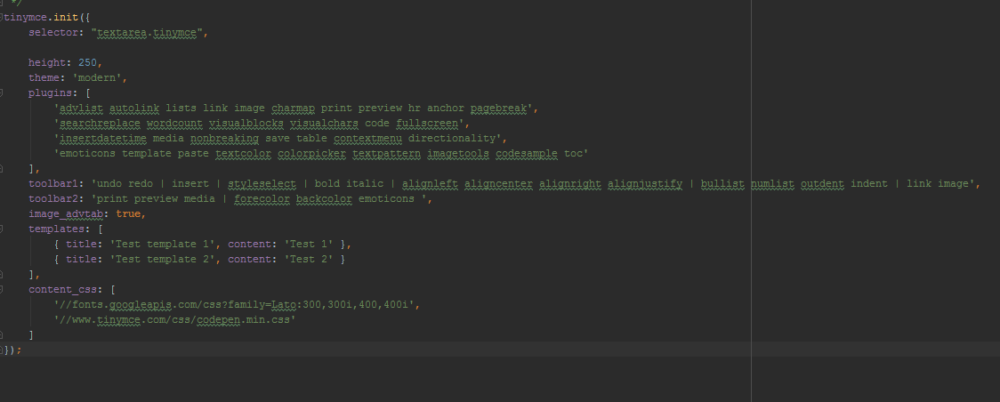 */
tinymce.init({
selector: "textarea.tinymce",
height: 250,
theme: 'modern',
plugins: [
'advlist autolink lists link image charmap print preview hr anchor pagebreak',
'searchreplace wordcount visualblocks visualchars code fullscreen',
'insertdatetime media nonbreaking save table contextmenu directionality',
'emoticons template paste textcolor colorpicker textpattern imagetools codesample toc'
],
toolbar1: 'undo redo | insert | styleselect | bold italic | alignleft aligncenter alignright alignjustify | bullist numlist outdent indent | link image',
toolbar2: 'print preview media | forecolor backcolor emoticons ',
image_advtab: true,
templates: [
{ title: 'Test template 1', content: 'Test 1' },
{ title: 'Test template 2', content: 'Test 2' }
],
content_css: [
'//fonts.googleapis.com/css?family=Lato:300,300i,400,400i',
'//www.tinymce.com/css/codepen.min.css'
]
});